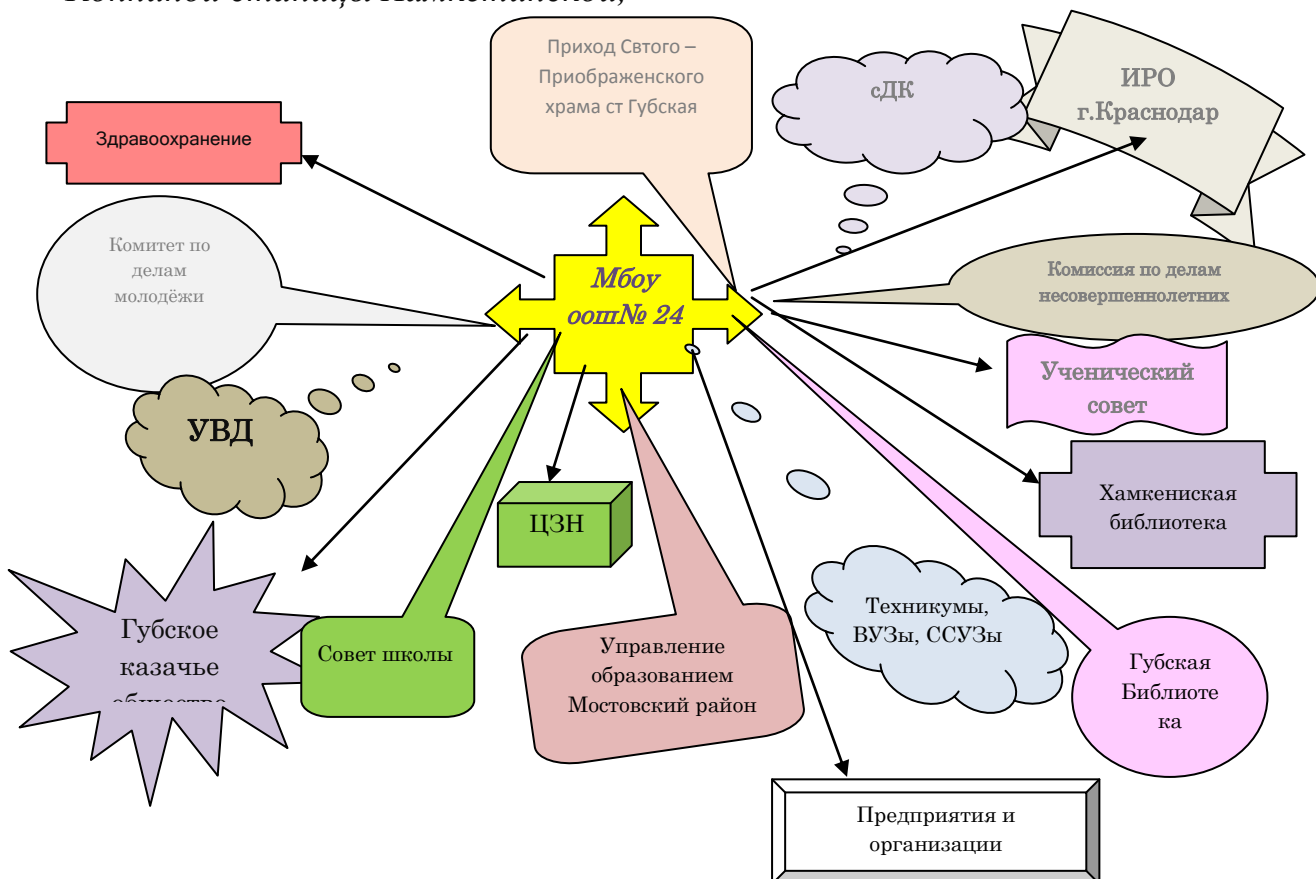 Приход Свтого –
Приображенского
храма ст Губская
сДК
ИРО
г.Краснодар
Здравоохранение
Комитет по
делам
молодёжи
Мбоу
оош№ 24
Комиссия по делам
несовершеннолетних
Ученический
совет
УВД
ЦЗН
Хамкениская
библиотека
Губское
казачье
общество
Совет школы
Управление
образованием
Мостовский район
Техникумы,
ВУЗы, ССУЗы
Губская
Библиоте
ка
Предприятия и
организации